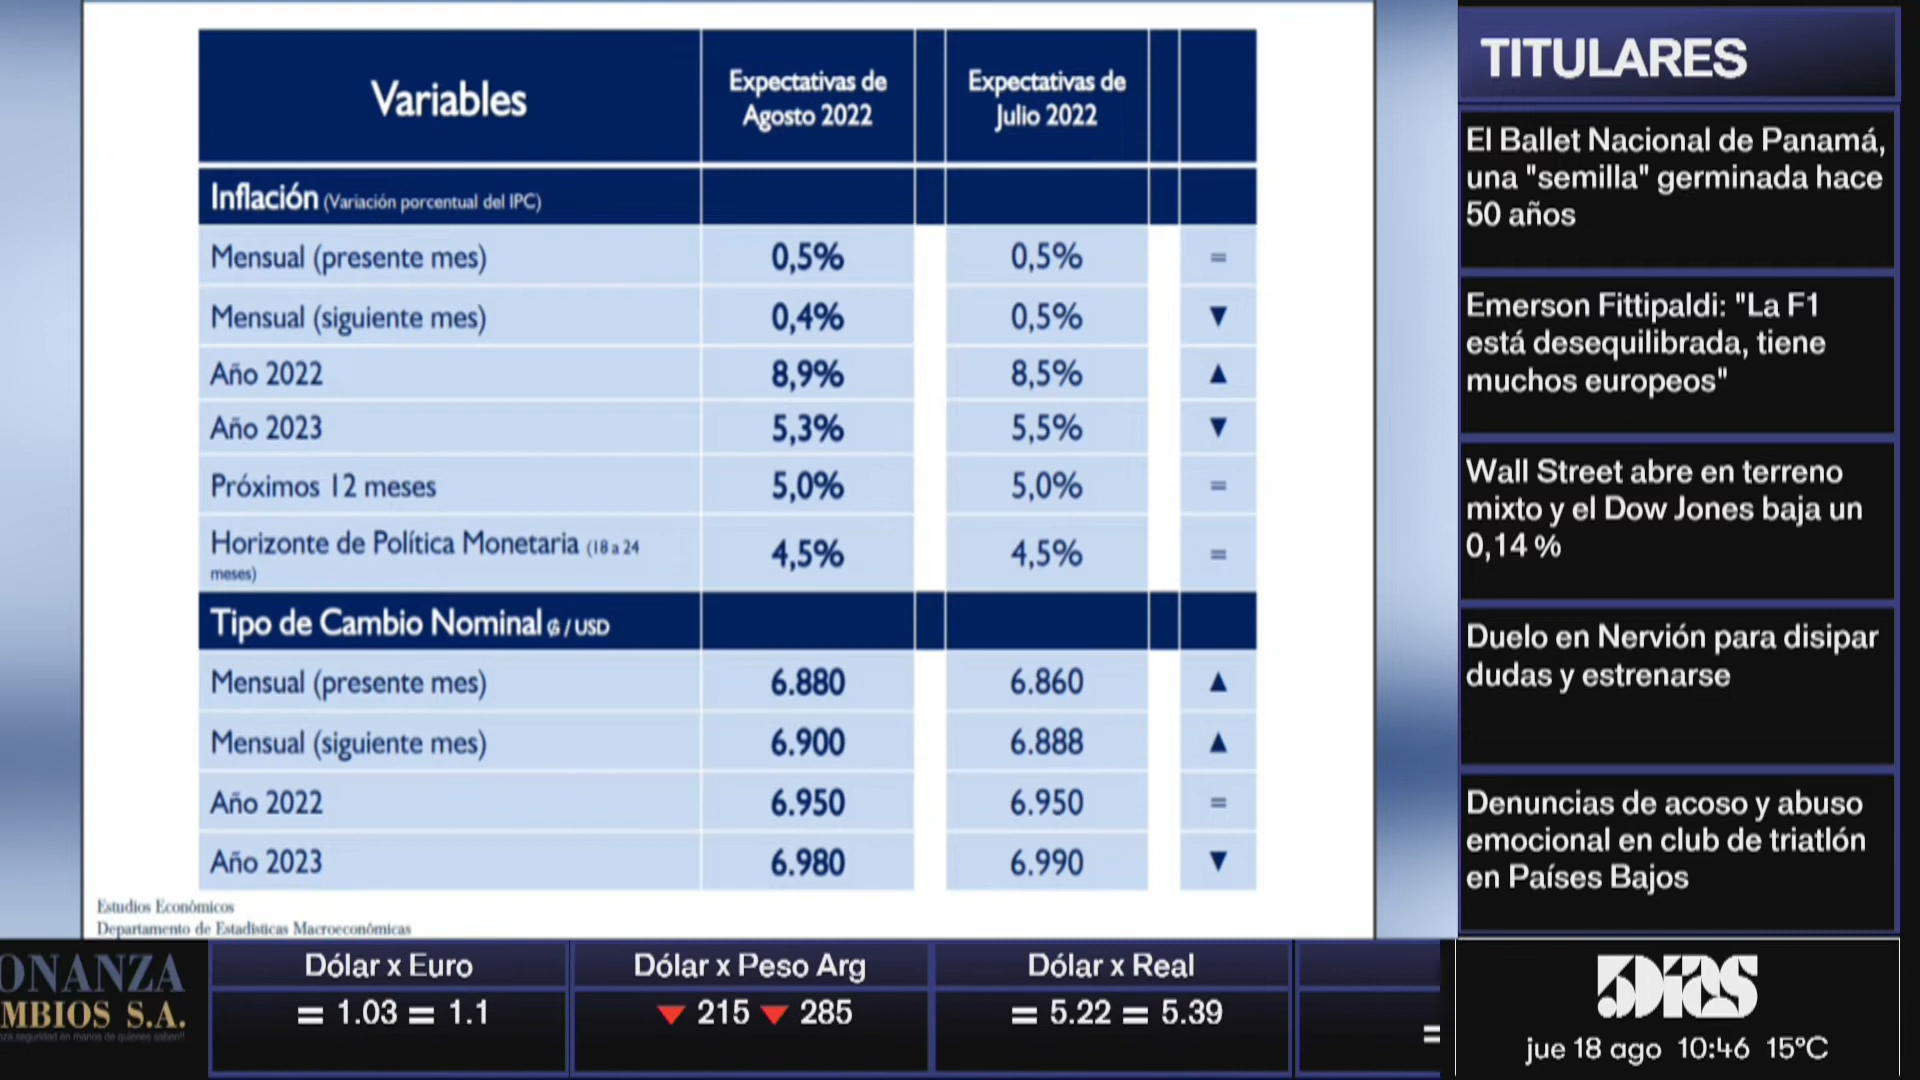 Variables
Expectativas de
Agosto 2022
Expectativas de
Julio 2022
Inflación (Variación porcentual del IPC)
Mensual (presente mes) 0,5% 0,5% =
Mensual (siguiente mes) 0,4% 0,5% ▼
Año 2022 8,9% 8,5% ▲
Año 2023 5,3% 5,5% ▼
Próximos 12 meses 5,0% 5,0% =
Horizonte de Política Monetaria (18 a 24
meses) 4,5% 4,5% =
Tipo de Cambio Nominal ₲ / USD
Mensual (presente mes) 6.880 6.860 ▲
Mensual (siguiente mes) 6.900 6.888 ▲
Año 2022 6.950 6.950 =
Año 2023 6.980 6.990 ▼
Estudios Económicos
Departamento de Estadísticas Macroeconómicas
TITULARES
El Ballet Nacional de Panamá,
una "semilla" germinada hace
50 años
Emerson Fittipaldi: "La F1
está desequilibrada, tiene
muchos europeos"
Wall Street abre en terreno
mixto y el Dow Jones baja un
0,14 %
Duelo en Nervión para disipar
dudas y estrenarse
Denuncias de acoso y abuso
emocional en club de triatlón
en Países Bajos
ONANZA
MBIOS S.A.
Dólar x Euro
= 1.03 = 1.1
Dólar x Peso Arg
▼ 215 ▼ 285
Dólar x Real
= 5.22 = 5.39
=
5DIAS
jue 18 ago 10:46 15°C